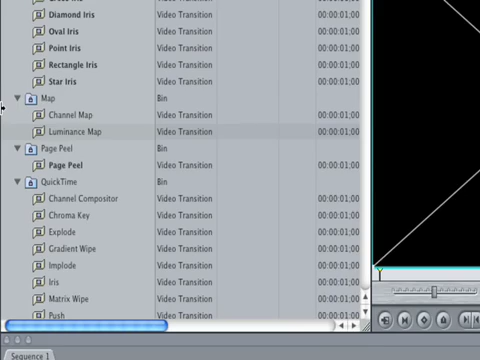 Diamond Iris Video Transition 00:00:01;00
Oval Iris Video Transition 00:00:01;00
Point Iris Video Transition 00:00:01;00
Rectangle Iris Video Transition 00:00:01;00
Star Iris Video Transition 00:00:01;00
Map Bin
Channel Map Video Transition 00:00:01;00
Luminance Map Video Transition 00:00:01;00
Page Peel Bin
Page Peel Video Transition 00:00:01;00
QuickTime Bin
Channel Compositor Video Transition 00:00:01;00
Chroma Key Video Transition 00:00:01;00
Explode Video Transition 00:00:01;00
Gradient Wipe Video Transition 00:00:01;00
Implode Video Transition 00:00:01;00
Iris Video Transition 00:00:01;00
Matrix Wipe Video Transition 00:00:01;00
Push Video Transition 00:00:01;00
Sequence 1